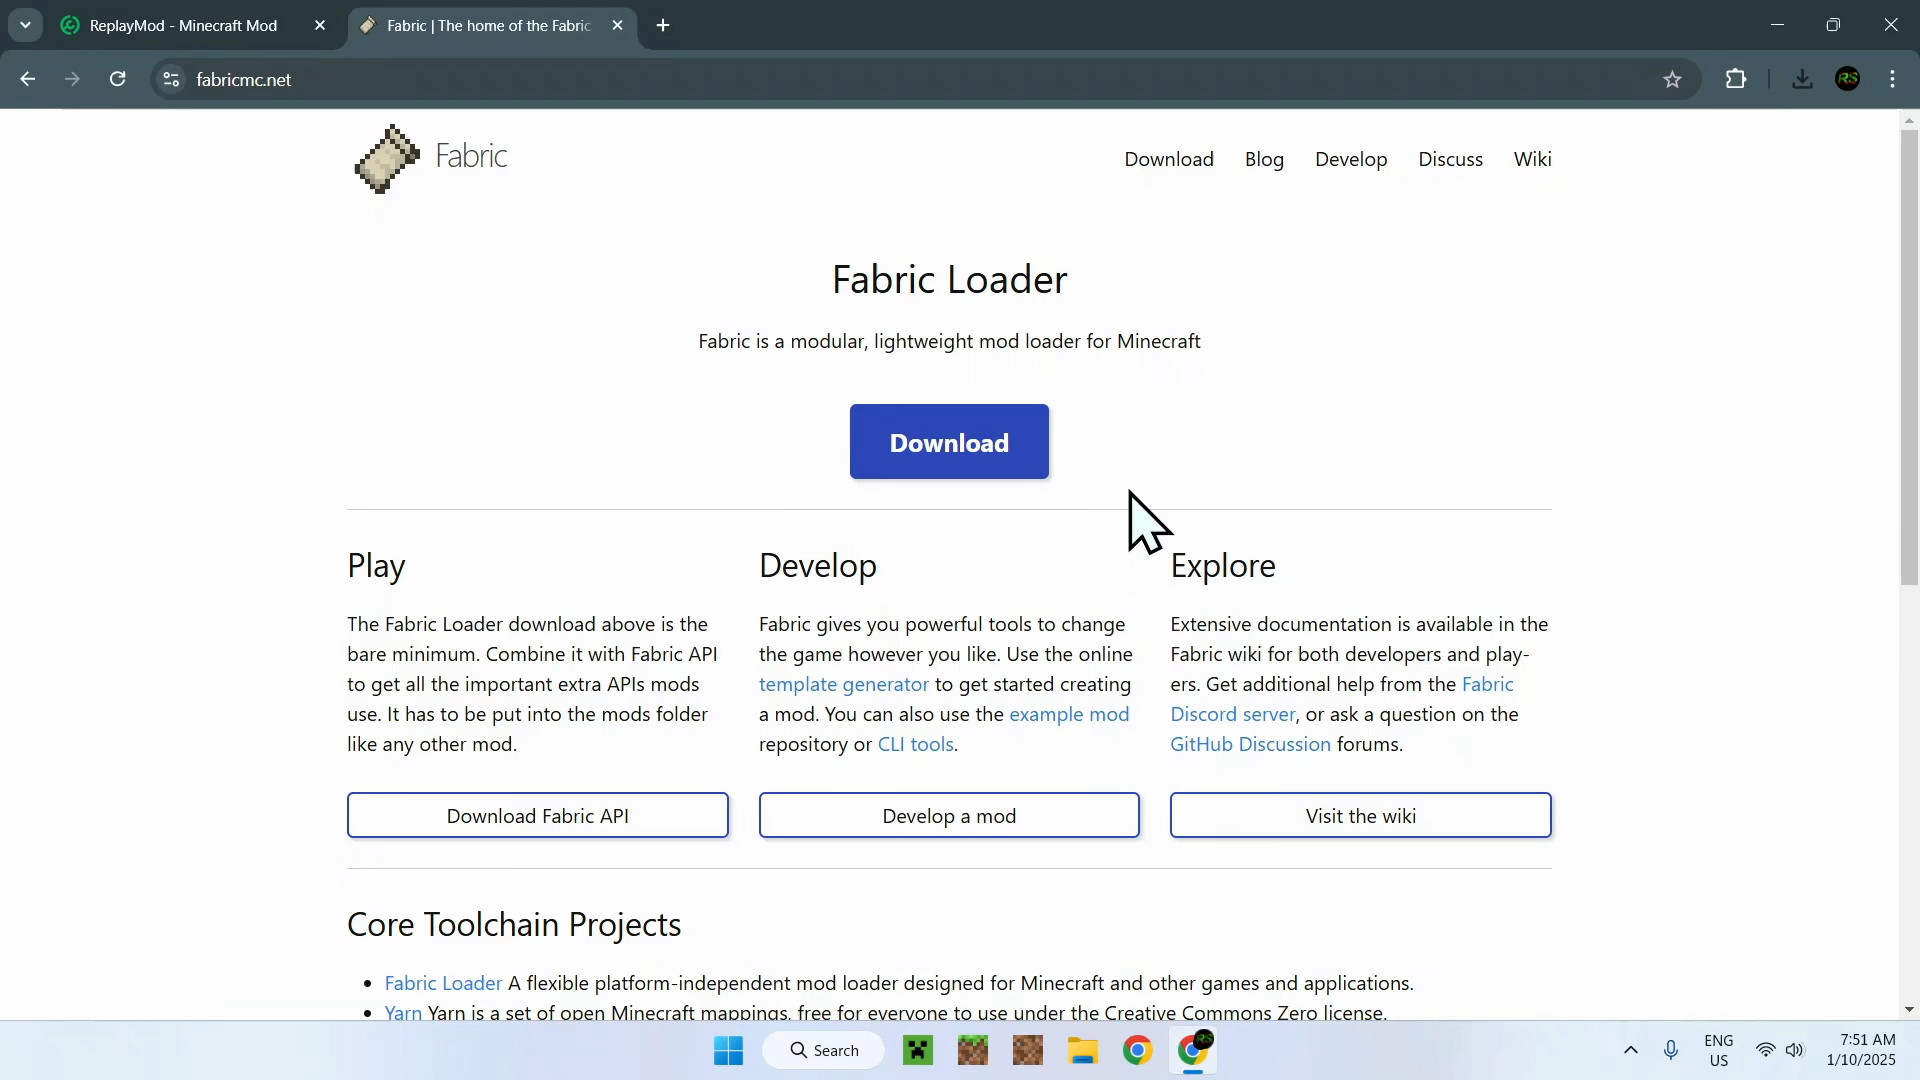 ReplayMod - Minecraft Mod
Fabric | The home of the Fabric
fabricmc.net
RS
Fabric
Download
Blog
Develop
Discuss
Wiki
Fabric Loader
Fabric is a modular, lightweight mod loader for Minecraft
Download
Play
The Fabric Loader download above is the
bare minimum. Combine it with Fabric API
to get all the important extra APIs mods
use. It has to be put into the mods folder
like any other mod.
Download Fabric API
Develop
Fabric gives you powerful tools to change
the game however you like. Use the online
template generator to get started creating
a mod. You can also use the example mod
repository or CLI tools.
Develop a mod
Explore
Extensive documentation is available in the
Fabric wiki for both developers and play-
ers. Get additional help from the Fabric
Discord server, or ask a question on the
GitHub Discussion forums.
Visit the wiki
Core Toolchain Projects
• Fabric Loader A flexible platform-independent mod loader designed for Minecraft and other games and applications.
• Yarn Yarn is a set of open Minecraft mappings, free for everyone to use under the Creative Commons Zero license.
Search
RS
ENG
US
7:51 AM
1/10/2025